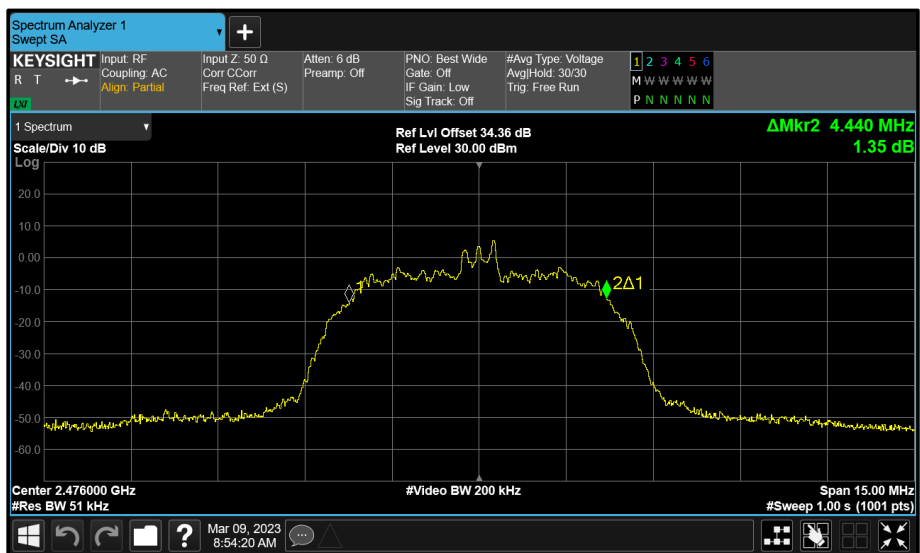 Spectrum Analyzer 1
Swept SA
KEYSIGHT
R T
LXI
Input: RF
Coupling: AC
Align: Partial
Input Z: 50 Ω
Corr CCorr
Freq Ref: Ext (S)
Atten: 6 dB
Preamp: Off
PNO: Best Wide
Gate: Off
IF Gain: Low
Sig Track: Off
#Avg Type: Voltage
Avg|Hold: 30/30
Trig: Free Run
1 2 3 4 5 6
M W W W W W W
P N N N N N
1 Spectrum
Scale/Div 10 dB
Ref Lvl Offset 34.36 dB
Ref Level 30.00 dBm
ΔMkr2 4.440 MHz
1.35 dB
Log
20.0
10.0
0.00
-10.0
-20.0
-30.0
-40.0
-50.0
-60.0
1
2Δ1
Center 2.476000 GHz
#Res BW 51 kHz
#Video BW 200 kHz
Span 15.00 MHz
#Sweep 1.00 s (1001 pts)
?
Mar 09, 2023
8:54:20 AM